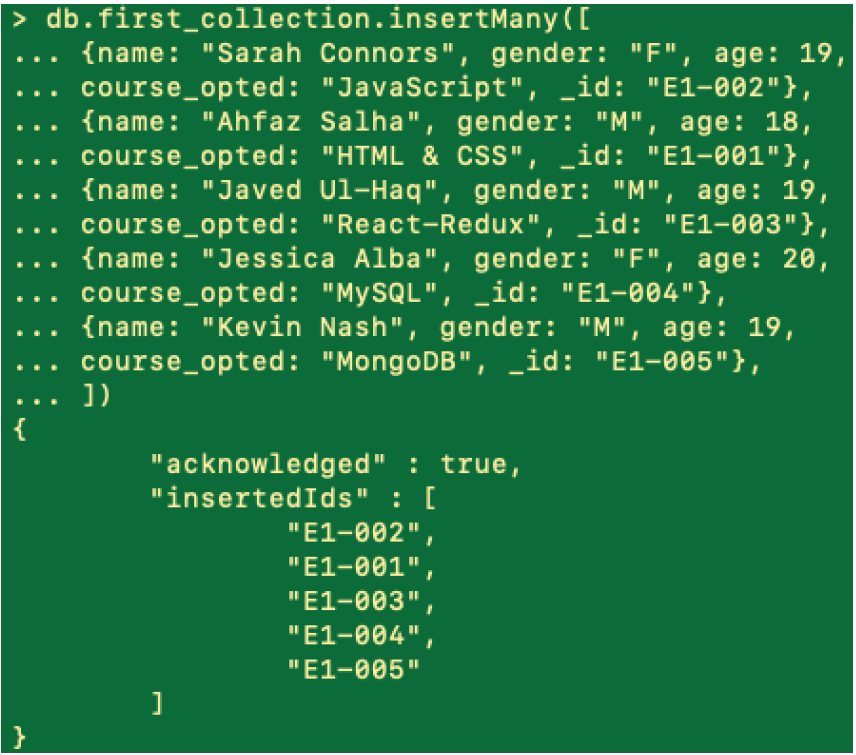 > db.first_collection.insertMany([
... {name: "Sarah Connors", gender: "F", age: 19,
... course_opted: "JavaScript", _id: "E1-002"},
... {name: "Ahfaz Salha", gender: "M", age: 18,
... course_opted: "HTML & CSS", _id: "E1-001"},
... {name: "Javed Ul-Haq", gender: "M", age: 19,
... course_opted: "React-Redux", _id: "E1-003"},
... {name: "Jessica Alba", gender: "F", age: 20,
... course_opted: "MySQL", _id: "E1-004"},
... {name: "Kevin Nash", gender: "M", age: 19,
... course_opted: "MongoDB", _id: "E1-005"},
... ])
{
        "acknowledged" : true,
        "insertedIds" : [
                "E1-002",
                "E1-001",
                "E1-003",
                "E1-004",
                "E1-005"
        ]
}